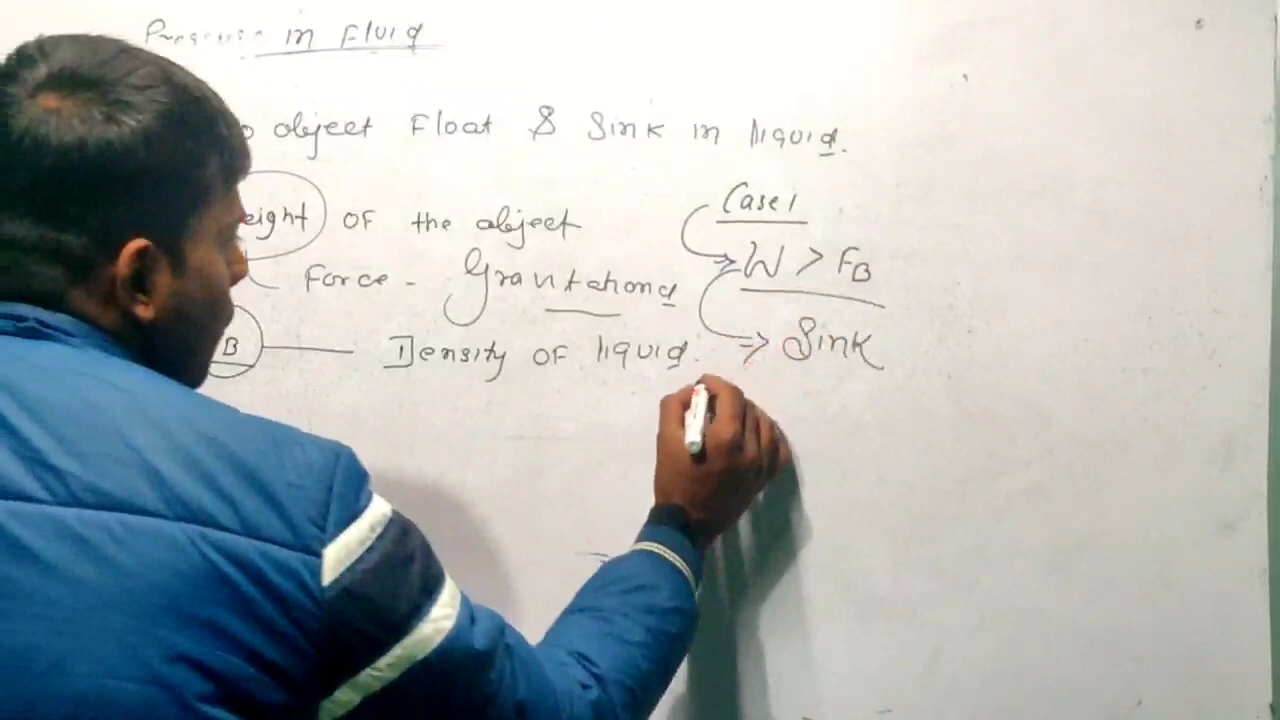 Pressure in Fluid
object Float & Sink in liquid.
eight of the object
Force - Gravitational
B Density of liquid.
Case 1
W > FB
Sink